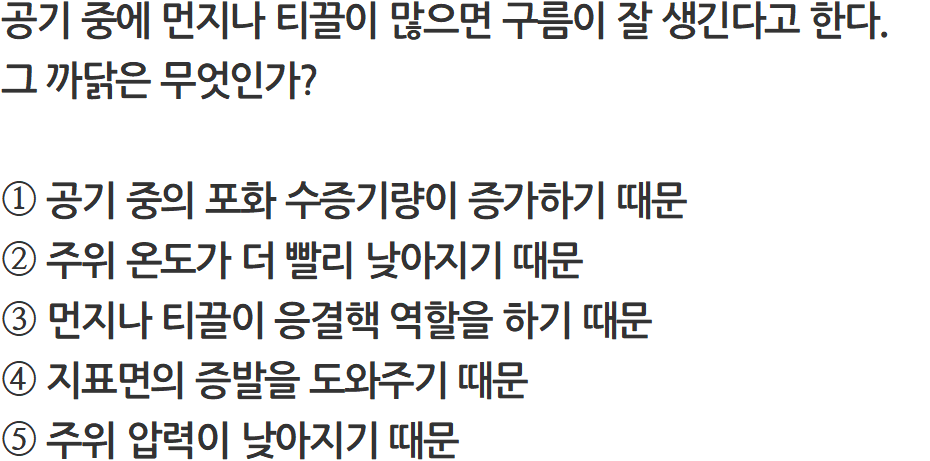 공기 중에 먼지나 티끌이 많으면 구름이 잘 생긴다고 한다.
그 까닭은 무엇인가?
① 공기 중의 포화 수증기량이 증가하기 때문
② 주위 온도가 더 빨리 낮아지기 때문
③ 먼지나 티끌이 응결핵 역할을 하기 때문
④ 지표면의 증발을 도와주기 때문
⑤ 주위 압력이 낮아지기 때문